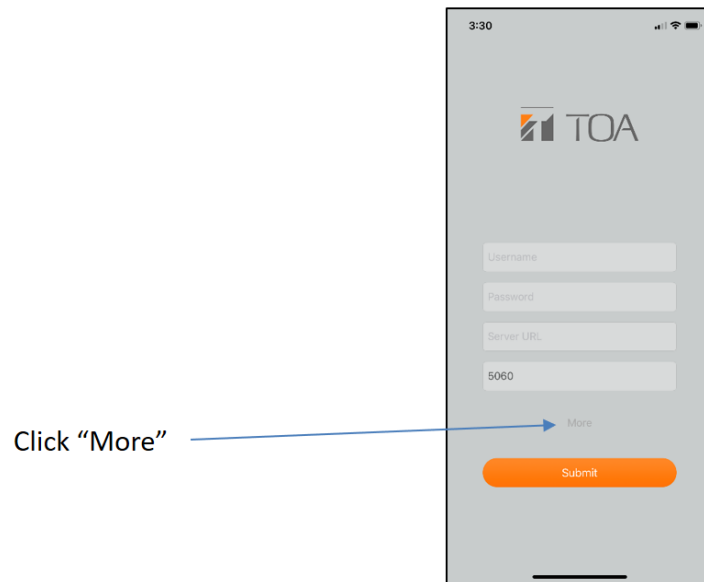 3:30
TOA
Username
Password
Server URL
5060
More
Click “More”
Submit